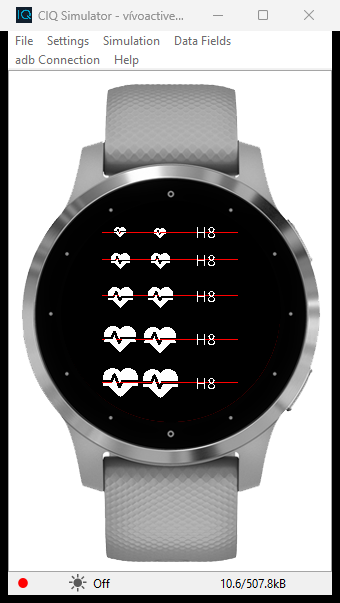 IQ CIQ Simulator - vívoactive...
File Settings Simulation Data Fields
adb Connection Help
H8
H8
H8
H8
H8
Off 10.6/507.8kB